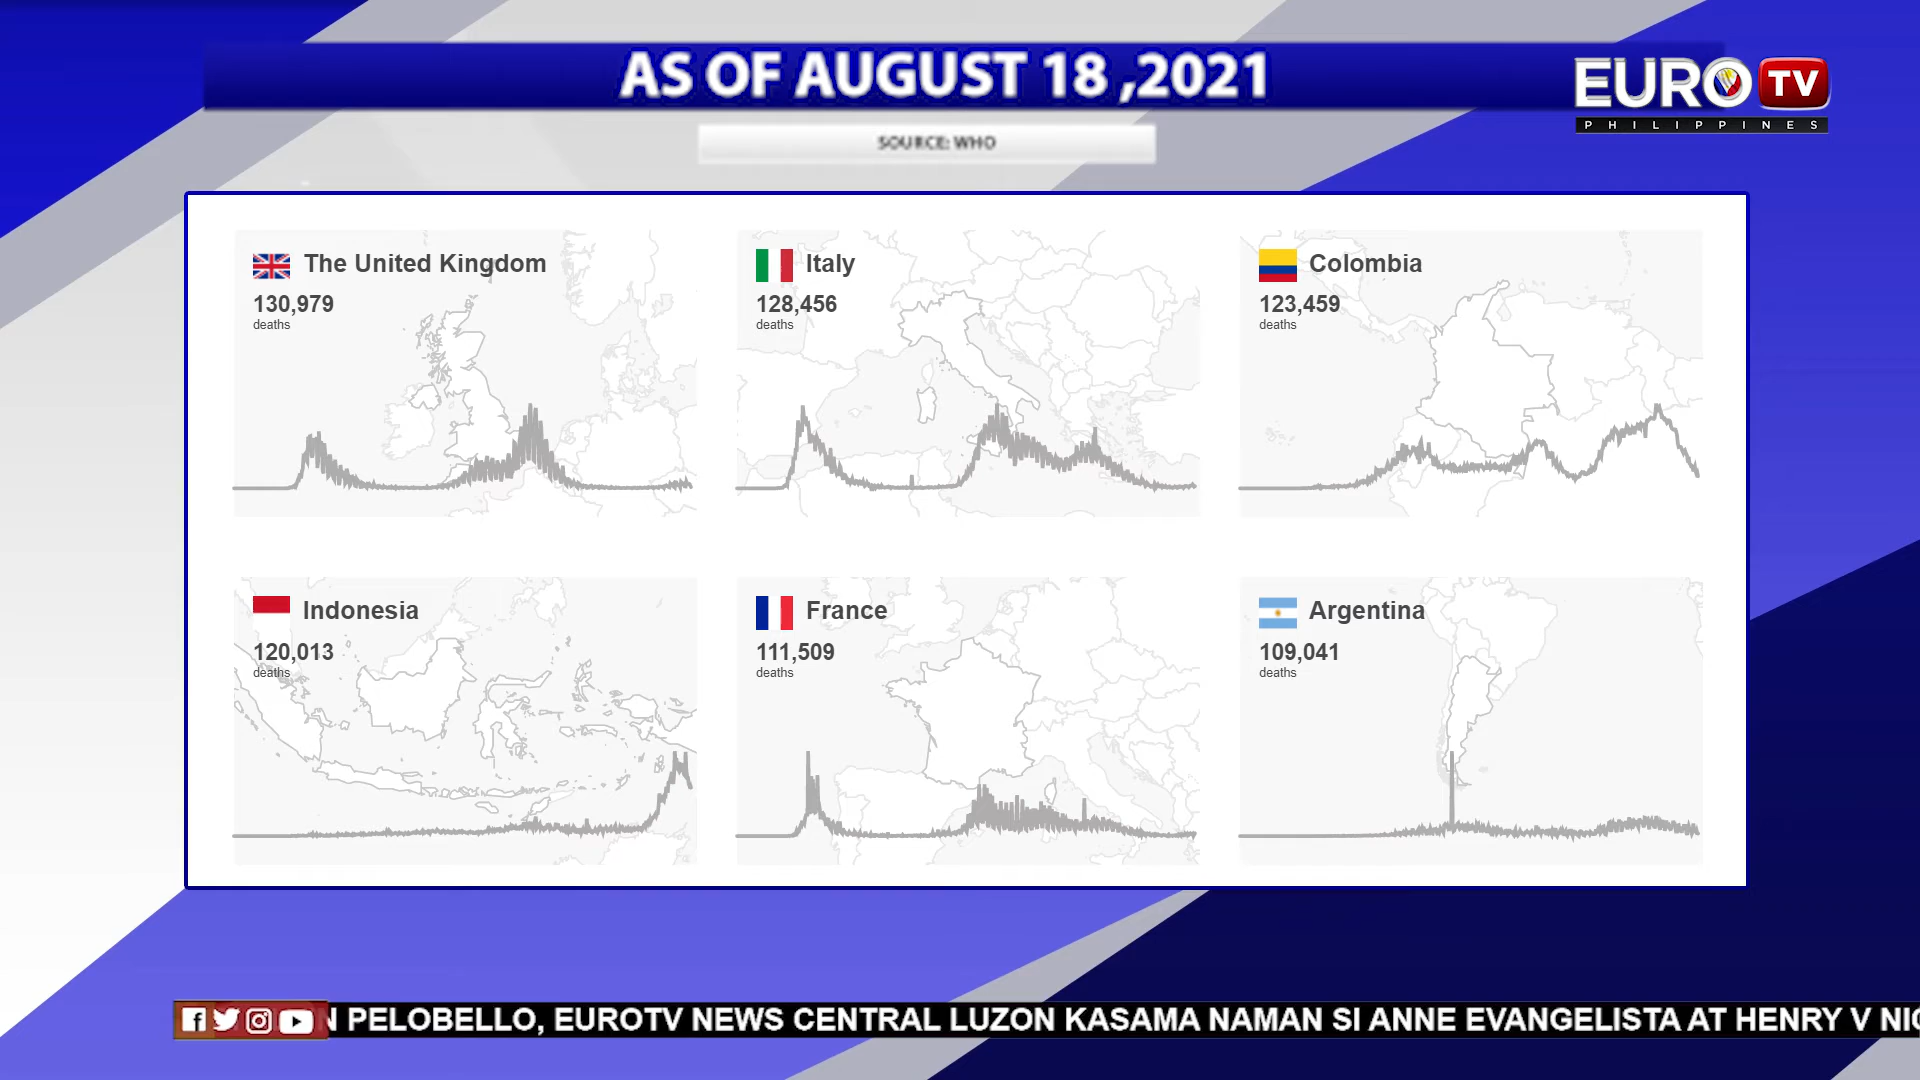 AS OF AUGUST 18 ,2021
EURO TV
PHILIPPINES
SOURCE: WHO
The United Kingdom
130,979
deaths
Italy
128,456
deaths
Colombia
123,459
deaths
Indonesia
120,013
deaths
France
111,509
deaths
Argentina
109,041
deaths
PELOBELLO, EUROTV NEWS CENTRAL LUZON KASAMA NAMAN SI ANNE EVANGELISTA AT HENRY V